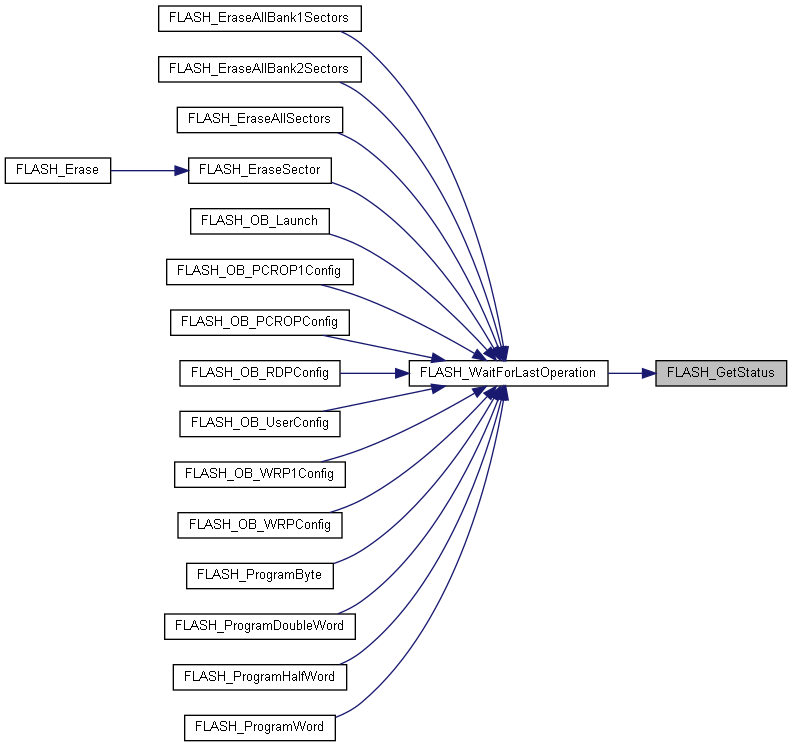 FLASH_EraseAllBank1Sectors
FLASH_EraseAllBank2Sectors
FLASH_EraseAllSectors
FLASH_Erase
FLASH_EraseSector
FLASH_OB_Launch
FLASH_OB_PCROP1Config
FLASH_OB_PCROPConfig
FLASH_OB_RDPConfig
FLASH_WaitForLastOperation
FLASH_GetStatus
FLASH_OB_UserConfig
FLASH_OB_WRP1Config
FLASH_OB_WRPConfig
FLASH_ProgramByte
FLASH_ProgramDoubleWord
FLASH_ProgramHalfWord
FLASH_ProgramWord